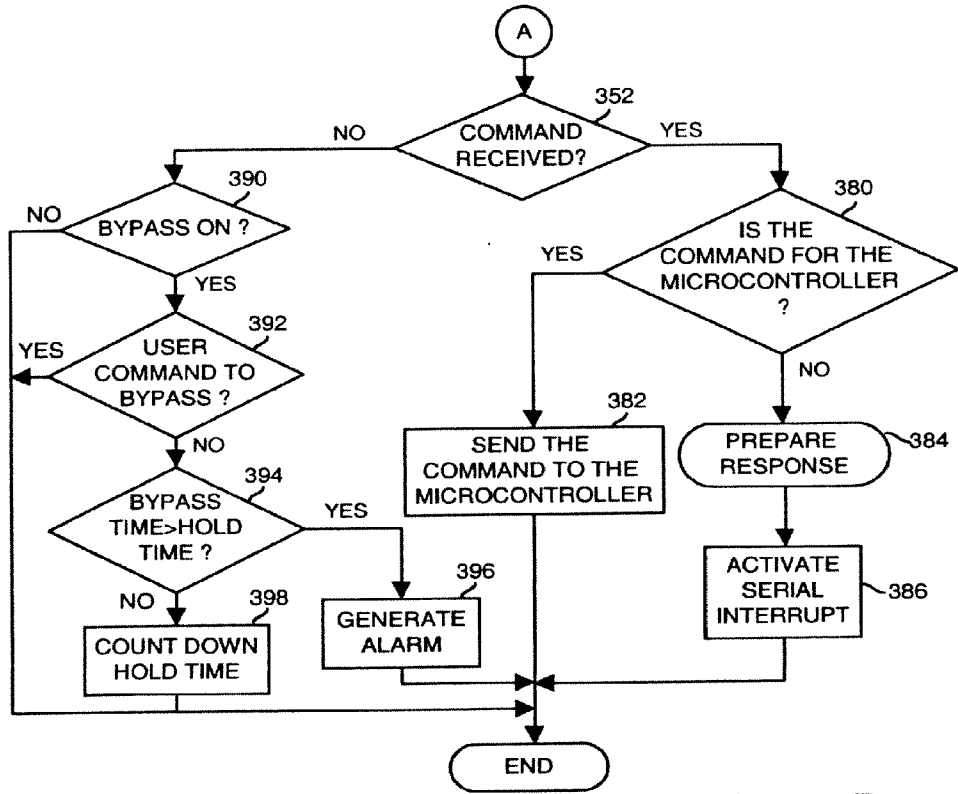 A
352
COMMAND
RECEIVED?
NO
YES
390
BYPASS ON ?
NO
YES
380
IS THE
COMMAND FOR THE
MICROCONTROLLER
?
YES
NO
392
USER
COMMAND TO
BYPASS ?
YES
NO
382
SEND THE
COMMAND TO THE
MICROCONTROLLER
PREPARE
RESPONSE
384
394
BYPASS
TIME>HOLD
TIME ?
YES
NO
396
GENERATE
ALARM
ACTIVATE
SERIAL
INTERRUPT
386
398
COUNT DOWN
HOLD TIME
END